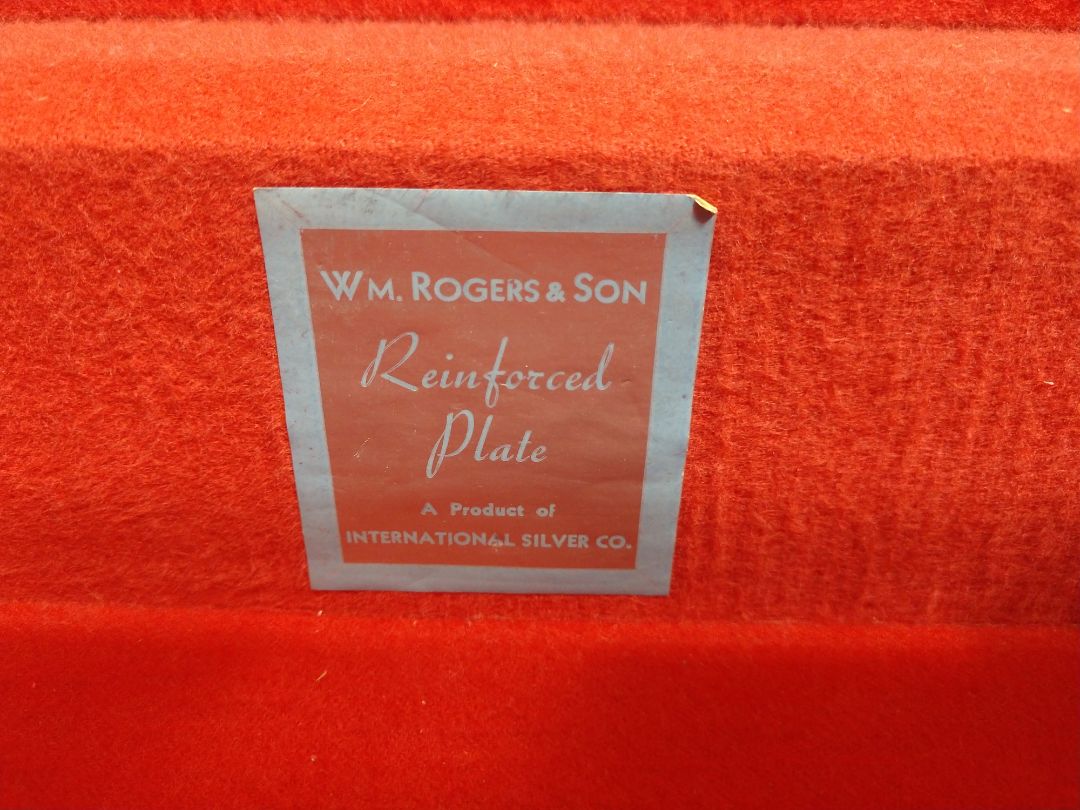 WM. ROGERS & SON
Reinforced
Plate
A Product of
INTERNATIONAL SILVER CO.